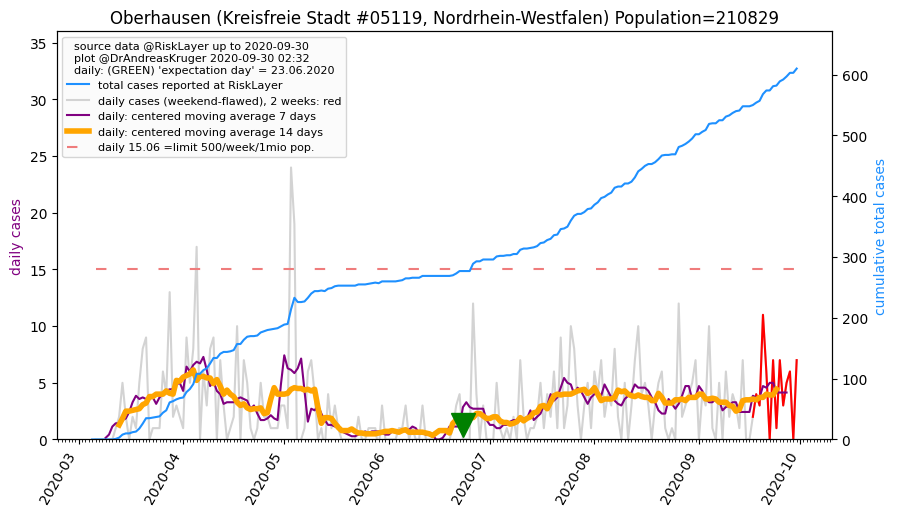 Oberhausen (Kreisfreie Stadt #05119, Nordrhein-Westfalen) Population=210829
source data @RiskLayer up to 2020-09-30
plot @DrAndreasKruger 2020-09-30 02:32
daily: (GREEN) 'expectation day' = 23.06.2020
total cases reported at RiskLayer
daily cases (weekend-flawed), 2 weeks: red
daily: centered moving average 7 days
daily: centered moving average 14 days
daily 15.06 =limit 500/week/1mio pop.
daily cases
35
30
25
20
15
10
5
0
cumulative total cases
600
500
400
300
200
100
0
2020-03
2020-04
2020-05
2020-06
2020-07
2020-08
2020-09
2020-10